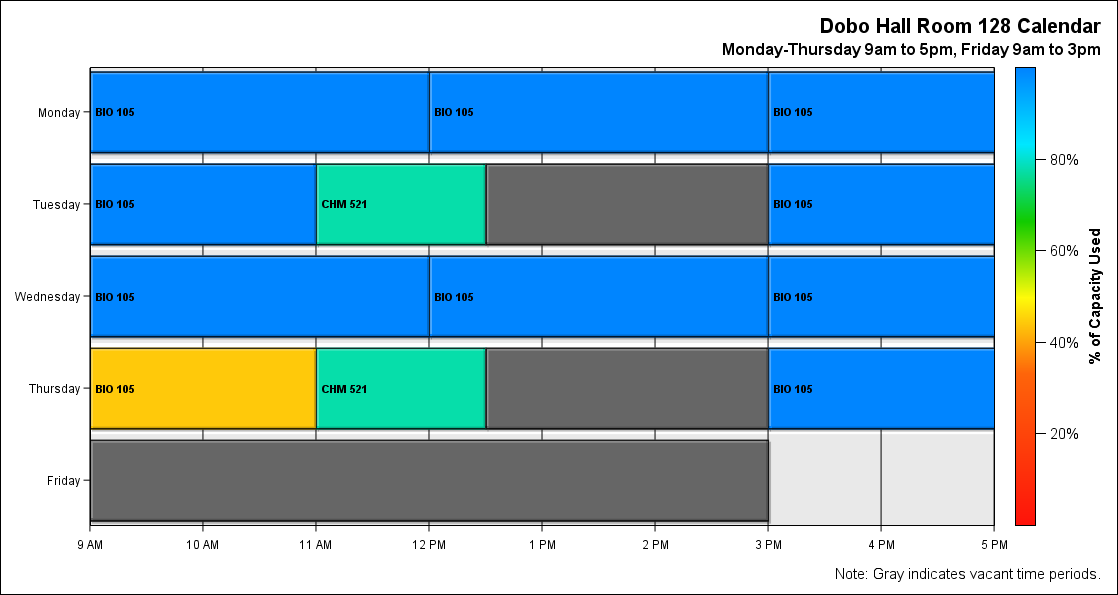 Dobo Hall Room 128 Calendar
Monday-Thursday 9am to 5pm, Friday 9am to 3pm
Monday
BIO 105
BIO 105
BIO 105
Tuesday
BIO 105
CHM 521
BIO 105
Wednesday
BIO 105
BIO 105
BIO 105
Thursday
BIO 105
CHM 521
BIO 105
Friday
9 AM
10 AM
11 AM
12 PM
1 PM
2 PM
3 PM
4 PM
5 PM
80%
60%
40%
20%
% of Capacity Used
Note: Gray indicates vacant time periods.